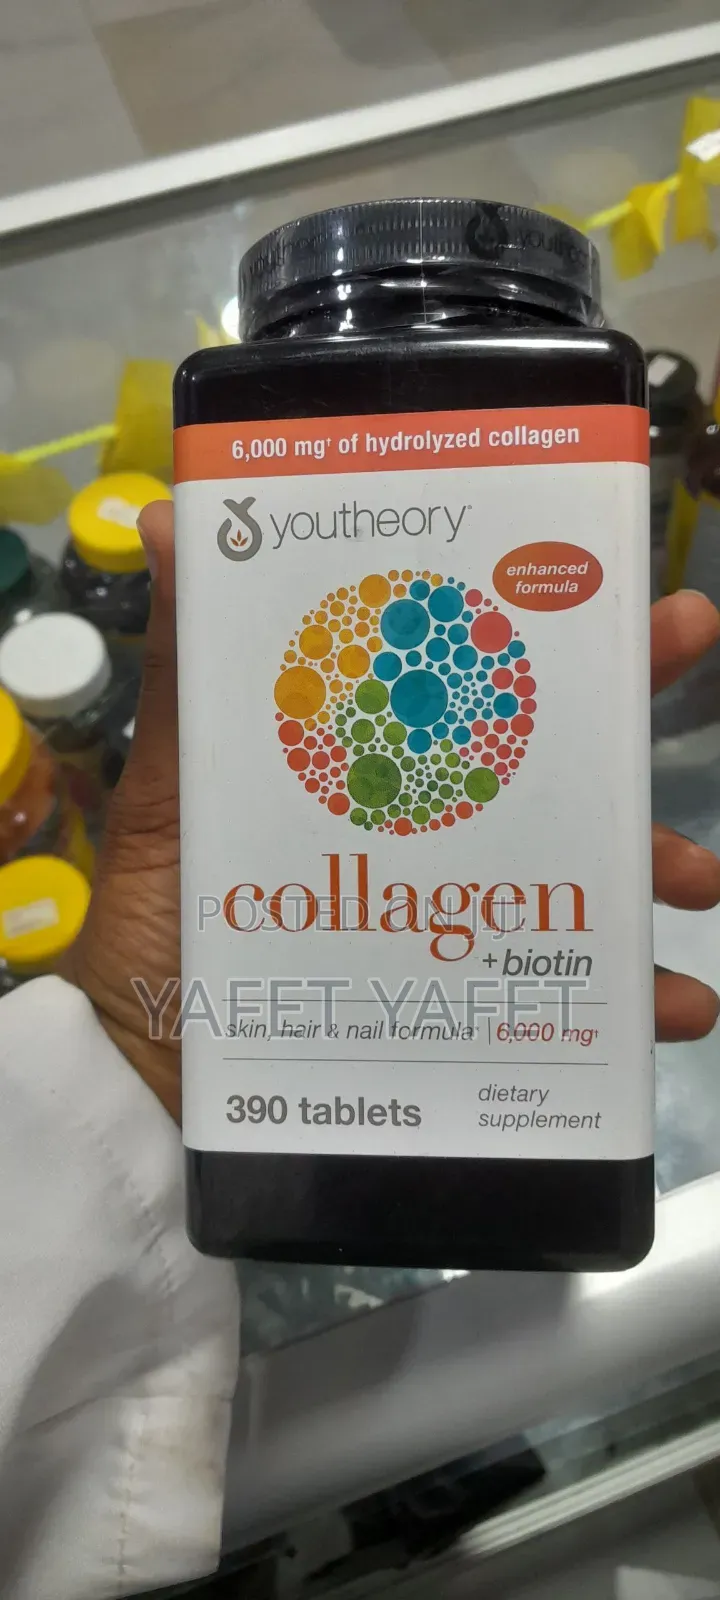 6,000 mg† of hydrolyzed collagen
youtheory®
enhanced
formula
collagen
+biotin
skin, hair & nail formula* | 6,000 mg†
390 tablets
dietary
supplement
POSTED ON jiji
YAFET YAFET